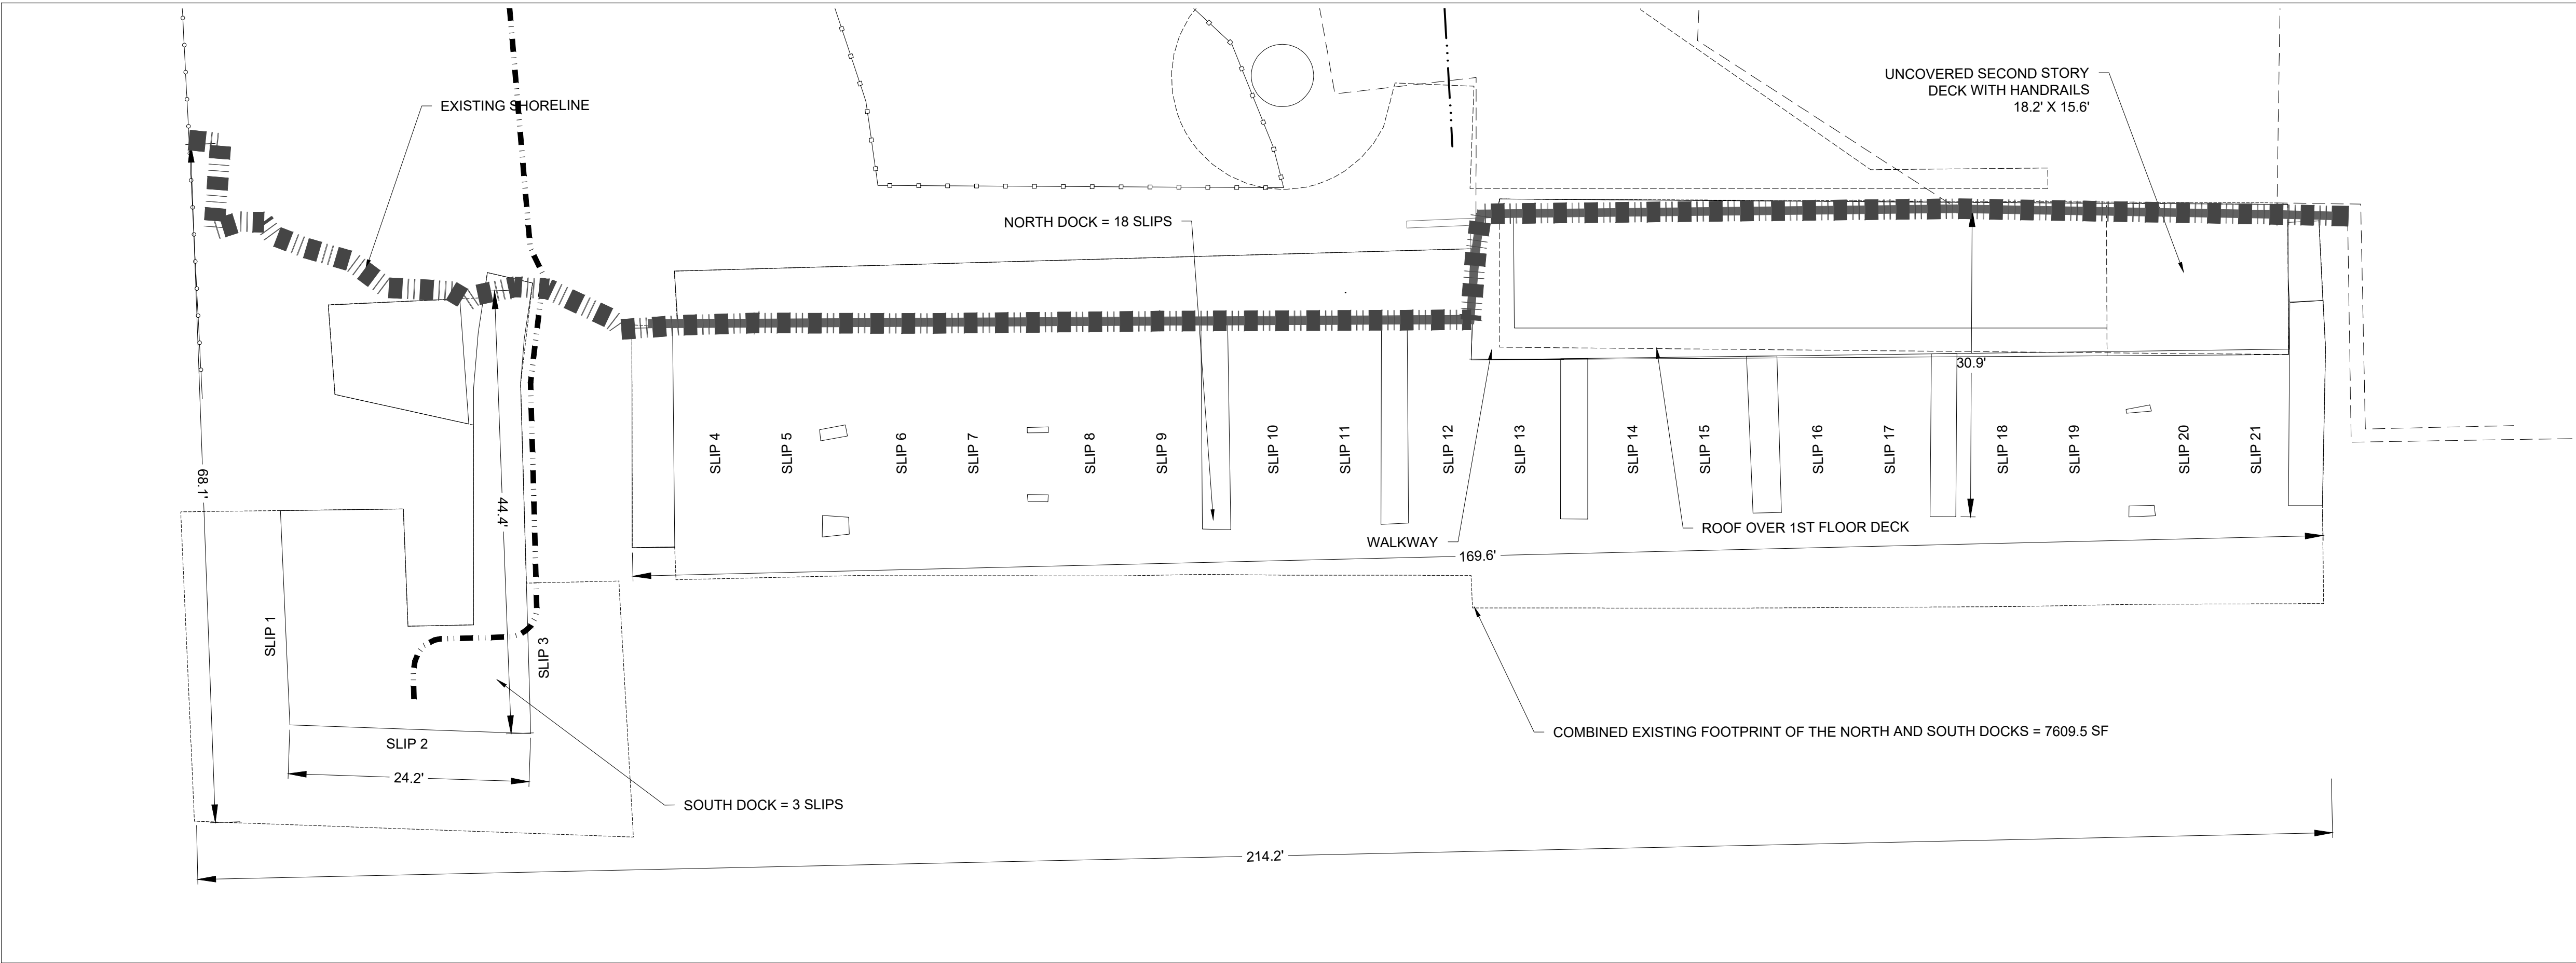 UNCOVERED SECOND STORY
DECK WITH HANDRAILS
18.2' X 15.6'
EXISTING SHORELINE
NORTH DOCK = 18 SLIPS
30.9'
SLIP 4
SLIP 5
SLIP 6
SLIP 7
SLIP 8
SLIP 9
SLIP 10
SLIP 11
SLIP 12
SLIP 13
SLIP 14
SLIP 15
SLIP 16
SLIP 17
SLIP 18
SLIP 19
SLIP 20
SLIP 21
68.1'
44.4'
ROOF OVER 1ST FLOOR DECK
WALKWAY
169.6'
SLIP 1
SLIP 3
SLIP 2
COMBINED EXISTING FOOTPRINT OF THE NORTH AND SOUTH DOCKS = 7609.5 SF
24.2'
SOUTH DOCK = 3 SLIPS
214.2'